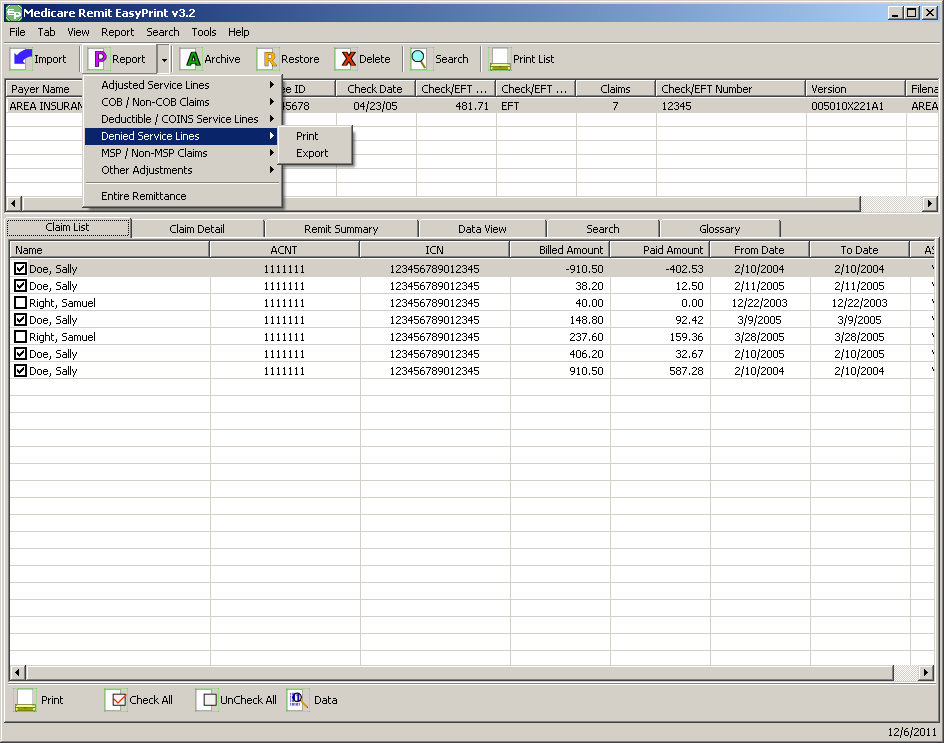 Medicare Remit EasyPrint v3.2
File Tab View Report Search Tools Help
Import Report Archive Restore Delete Search Print List
Payer Name ee ID Check Date Check/EFT ... Check/EFT ... Claims Check/EFT Number Version Filena
AREA INSURAN 45678 04/23/05 481.71 EFT 7 12345 005010X221A1 AREA
Adjusted Service Lines
COB / Non-COB Claims
Deductible / COINS Service Lines
Denied Service Lines
MSP / Non-MSP Claims
Other Adjustments
Entire Remittance
Print
Export
Claim List Claim Detail Remit Summary Data View Search Glossary
Name ACNT ICN Billed Amount Paid Amount From Date To Date AS
Doe, Sally 1111111 123456789012345 -910.50 -402.53 2/10/2004 2/10/2004
Doe, Sally 1111111 123456789012345 38.20 12.50 2/11/2005 2/11/2005
Right, Samuel 1111111 123456789012345 40.00 0.00 12/22/2003 12/22/2003
Doe, Sally 1111111 123456789012345 148.80 92.42 3/9/2005 3/9/2005
Right, Samuel 1111111 123456789012345 237.60 159.36 3/28/2005 3/28/2005
Doe, Sally 1111111 123456789012345 406.20 32.67 2/10/2005 2/10/2005
Doe, Sally 1111111 123456789012345 910.50 587.28 2/10/2004 2/10/2004
Print Check All UnCheck All Data
12/6/2011